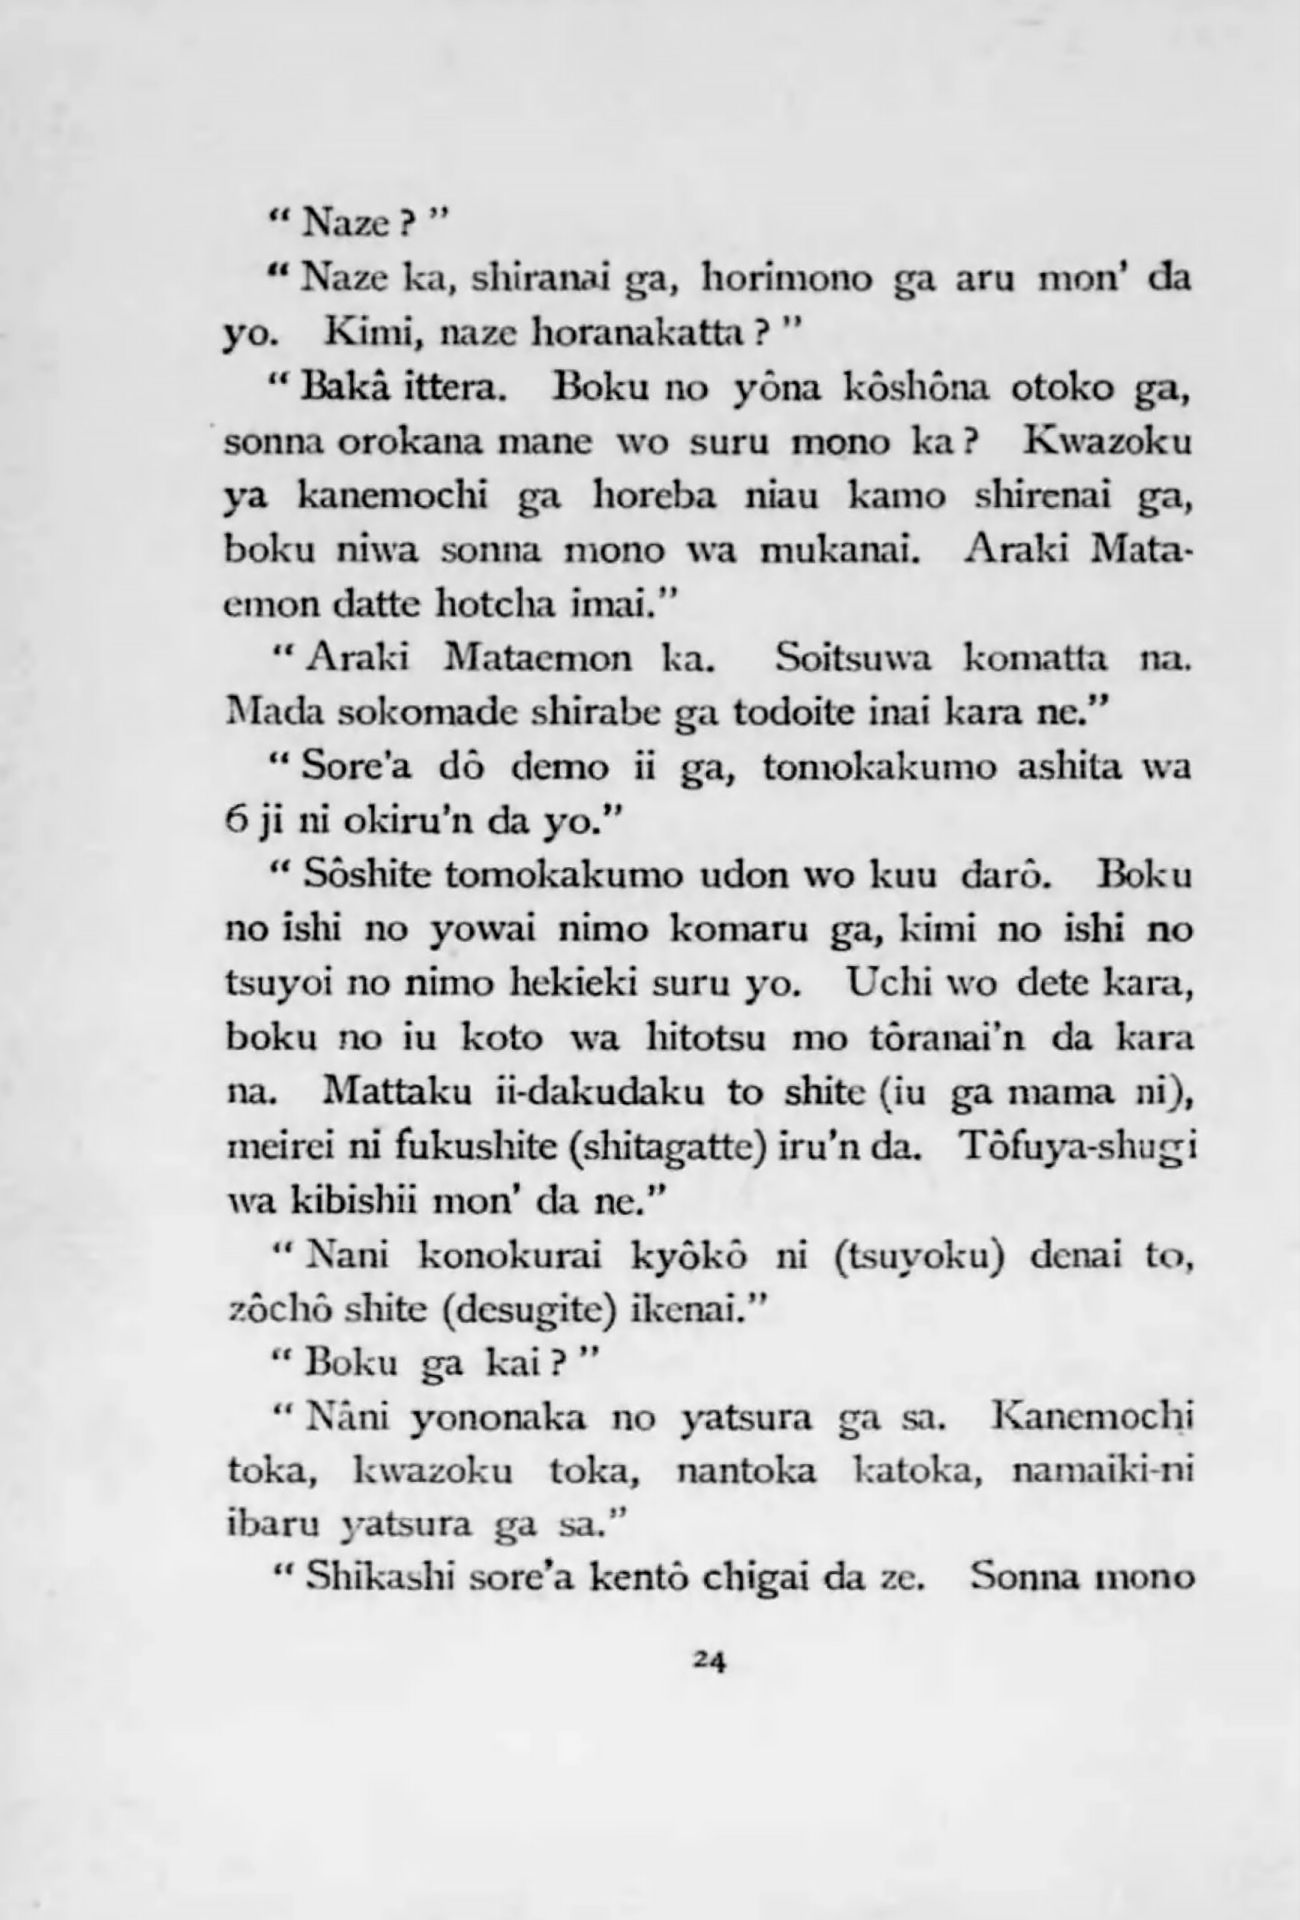 “ Naze ? ”
“ Naze ka, shiranai ga, horimono ga aru mon’ da
yo. Kimi, naze horanakatta ? ”
“ Bakâ ittera. Boku no yôna kôshôna otoko ga,
sonna orokana mane wo suru mono ka ? Kwazoku
ya kanemochi ga horeba niau kamo shirenai ga,
boku niwa sonna mono wa mukanai. Araki Mata-
emon datte hotcha imai.”
“ Araki Mataemon ka. Soitsuwa komatta na.
Mada sokomade shirabe ga todoite inai kara ne.”
“ Sore’a dô demo ii ga, tomokakumo ashita wa
6 ji ni okiru’n da yo.”
“ Sôshite tomokakumo udon wo kuu darô. Boku
no ishi no yowai nimo komaru ga, kimi no ishi no
tsuyoi no nimo hekieki suru yo. Uchi wo dete kara,
boku no iu koto wa hitotsu mo tôranai’n da kara
na. Mattaku ii-dakudaku to shite (iu ga mama ni),
meirei ni fukushite (shitagatte) iru’n da. Tôfuya-shugi
wa kibishii mon’ da ne.”
“ Nani konokurai kyôkô ni (tsuyoku) denai to,
zôchô shite (desugite) ikenai.”
“ Boku ga kai ? ”
“ Nâni yononaka no yatsura ga sa. Kanemochi
toka, kwazoku toka, nantoka katoka, namaiki-ni
ibaru yatsura ga sa.”
“ Shikashi sore’a kentô chigai da ze. Sonna mono
24